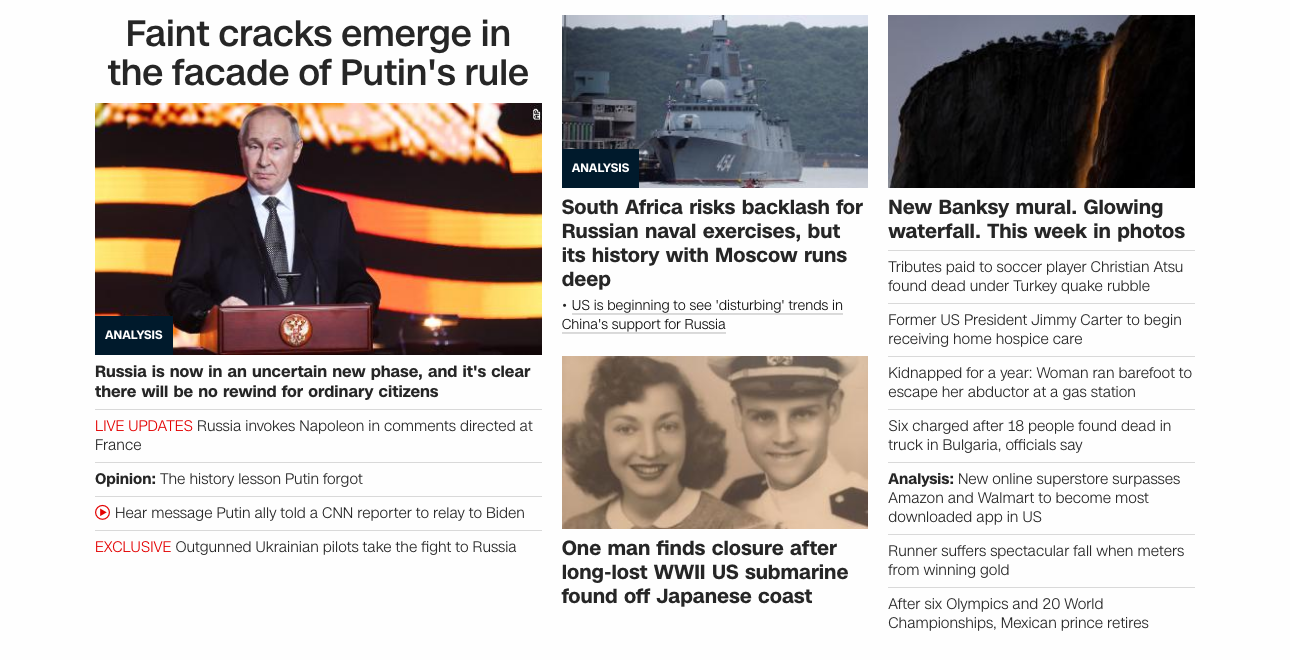 Faint cracks emerge in
the facade of Putin's rule
AP
ANALYSIS
Russia is now in an uncertain new phase, and it's clear
there will be no rewind for ordinary citizens
LIVE UPDATES Russia invokes Napoleon in comments directed at
France
Opinion: The history lesson Putin forgot
Hear message Putin ally told a CNN reporter to relay to Biden
EXCLUSIVE Outgunned Ukrainian pilots take the fight to Russia
454
ANALYSIS
South Africa risks backlash for
Russian naval exercises, but
its history with Moscow runs
deep
• US is beginning to see 'disturbing' trends in
China's support for Russia
One man finds closure after
long-lost WWII US submarine
found off Japanese coast
New Banksy mural. Glowing
waterfall. This week in photos
Tributes paid to soccer player Christian Atsu
found dead under Turkey quake rubble
Former US President Jimmy Carter to begin
receiving home hospice care
Kidnapped for a year: Woman ran barefoot to
escape her abductor at a gas station
Six charged after 18 people found dead in
truck in Bulgaria, officials say
Analysis: New online superstore surpasses
Amazon and Walmart to become most
downloaded app in US
Runner suffers spectacular fall when meters
from winning gold
After six Olympics and 20 World
Championships, Mexican prince retires